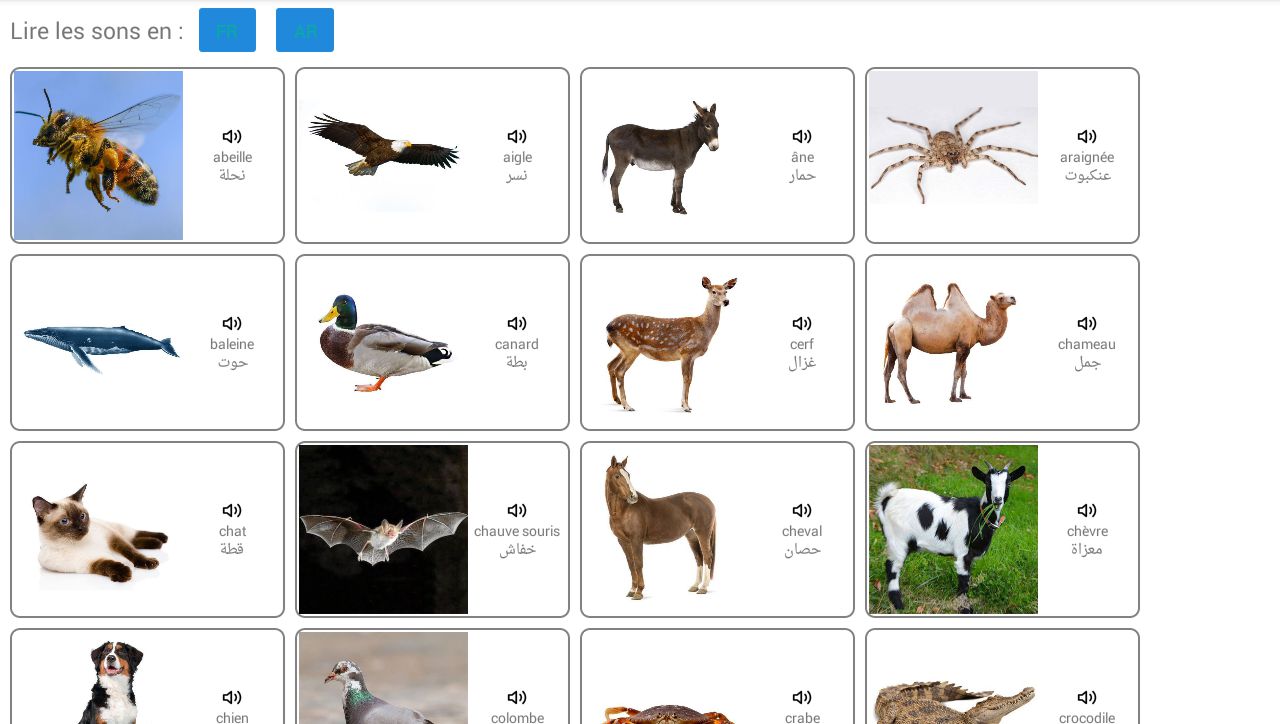 Lire les sons en : FR AR
abeille
نحلة
aigle
نسر
âne
حمار
araignée
عنكبوت
baleine
حوت
canard
بطة
cerf
غزال
chameau
جمل
chat
قطة
chauve souris
خفاش
cheval
حصان
chèvre
معزاة
chien
colombe
crabe
crocodile